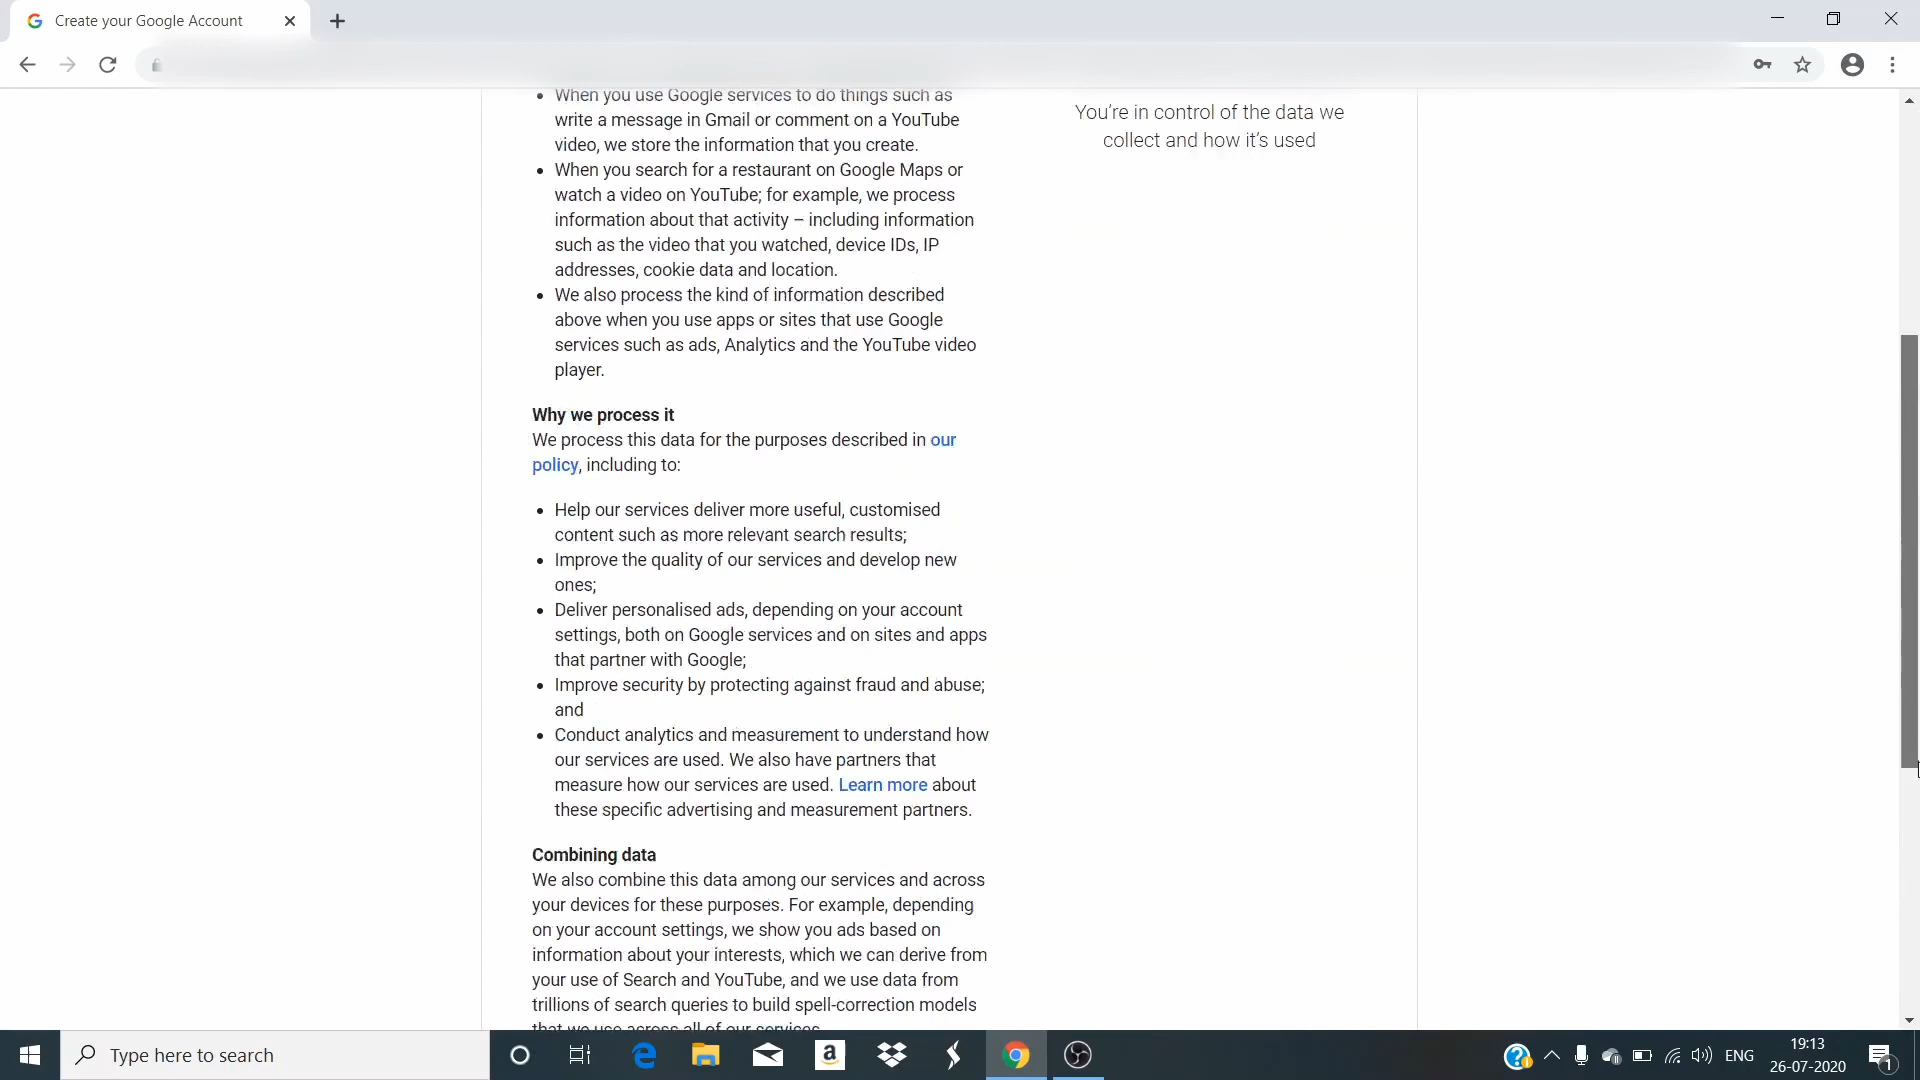 Create your Google Account
When you use Google services to do things such as
write a message in Gmail or comment on a YouTube
video, we store the information that you create.
When you search for a restaurant on Google Maps or
watch a video on YouTube; for example, we process
information about that activity – including information
such as the video that you watched, device IDs, IP
addresses, cookie data and location.
We also process the kind of information described
above when you use apps or sites that use Google
services such as ads, Analytics and the YouTube video
player.
Why we process it
We process this data for the purposes described in our
policy, including to:
Help our services deliver more useful, customised
content such as more relevant search results;
Improve the quality of our services and develop new
ones;
Deliver personalised ads, depending on your account
settings, both on Google services and on sites and apps
that partner with Google;
Improve security by protecting against fraud and abuse;
and
Conduct analytics and measurement to understand how
our services are used. We also have partners that
measure how our services are used. Learn more about
these specific advertising and measurement partners.
Combining data
We also combine this data among our services and across
your devices for these purposes. For example, depending
on your account settings, we show you ads based on
information about your interests, which we can derive from
your use of Search and YouTube, and we use data from
trillions of search queries to build spell-correction models
that we use across all of our services.
You’re in control of the data we
collect and how it’s used
Type here to search
a
ENG
19:13
26-07-2020
1